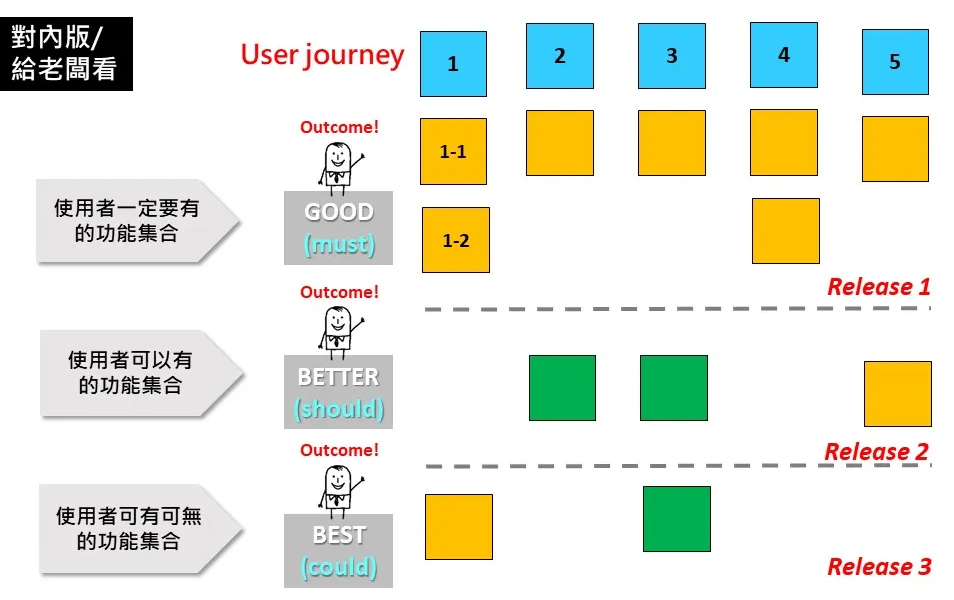 對內版/
給老闆看
User journey
1
2
3
4
5
Outcome!
1-1
使用者一定要有
的功能集合
GOOD
(must)
1-2
Release 1
Outcome!
使用者可以有
的功能集合
BETTER
(should)
Release 2
Outcome!
使用者可有可無
的功能集合
BEST
(could)
Release 3